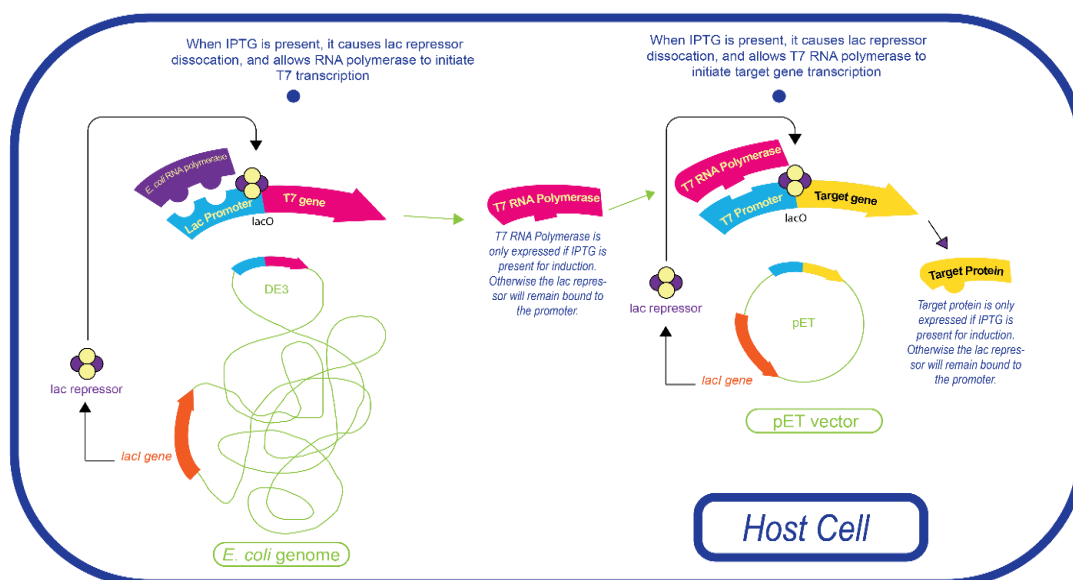 When IPTG is present, it causes lac repressor
dissocation, and allows RNA polymerase to initiate
T7 transcription
E. coli RNA polymerase
Lac Promoter
T7 gene
lacO
DE3
lac repressor
lacI gene
E. coli genome
T7 RNA Polymerase
T7 RNA Polymerase is
only expressed if IPTG is
present for induction.
Otherwise the lac repres-
sor will remain bound to
the promoter.
When IPTG is present, it causes lac repressor
dissocation, and allows T7 RNA polymerase to
initiate target gene transcription
T7 RNA Polymerase
T7 Promoter
Target gene
lacO
lac repressor
pET
lacI gene
pET vector
Target Protein
Target protein is only
expressed if IPTG is
present for induction.
Otherwise the lac repres-
sor will remain bound to
the promoter.
Host Cell